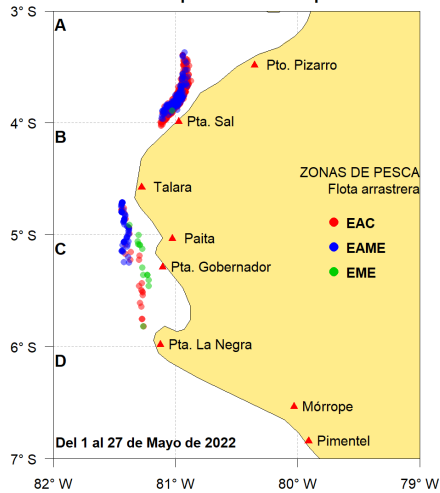 3° S
A
Pto. Pizarro
4° S
Pta. Sal
B
ZONAS DE PESCA
Flota arrastrera
Talara
EAC
5° S
Paita
EAME
C
Pta. Gobernador
EME
6° S
Pta. La Negra
D
Mórrope
Del 1 al 27 de Mayo de 2022
Pimentel
7° S
82° W
81° W
80° W
79° W